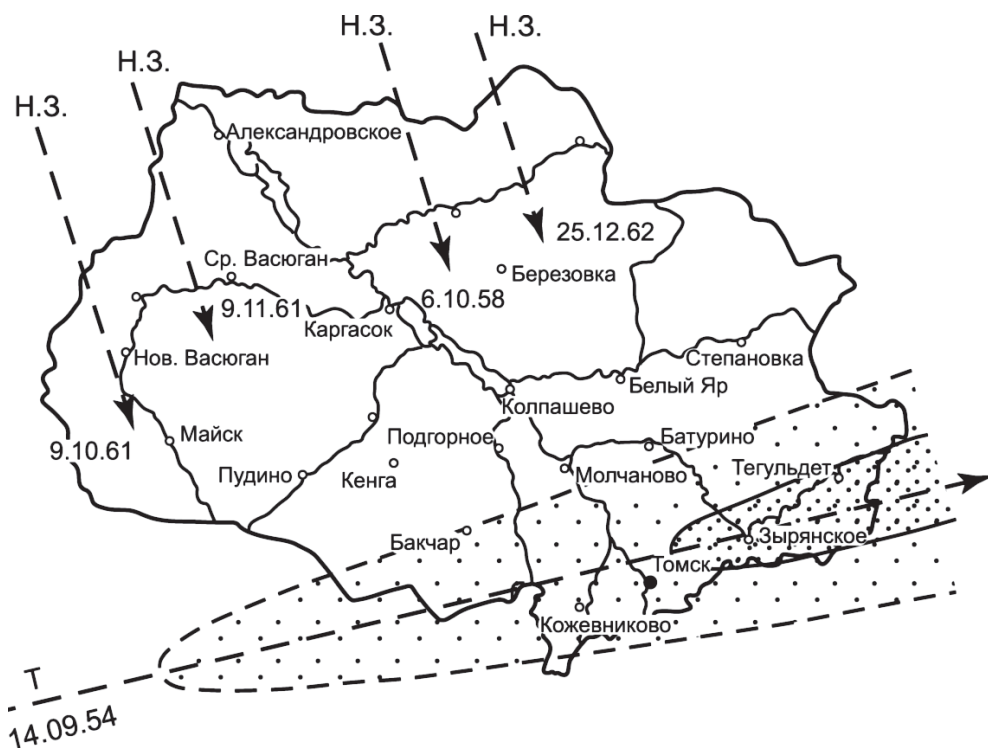 Н.З.
Н.З.
Н.З.
Н.З.
Александровское
25.12.62
Ср. Васюган
Березовка
9.11.61
6.10.58
Каргасок
Нов. Васюган
Степановка
Белый Яр
Колпашево
Майск
9.10.61
Подгорное
Батурино
Пудино
Кенга
Молчаново
Тегульдет
Бакчар
Зырянское
Томск
Кожевниково
Т
14.09.54